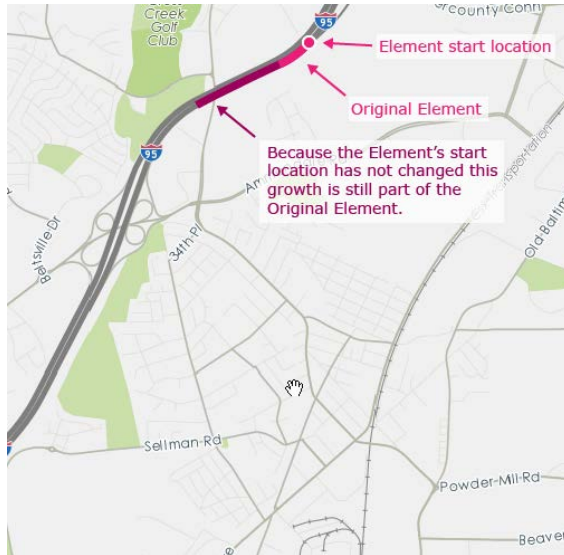 Creek
Golf
Club
95
county Conn
Element start location
Original Element
95
Because the Element's start
location has not changed this
growth is still part of the
Original Element.
Beltsville Dr
34th Pl
Old Baltim
Sellman Rd
Powder Mill Rd
Beaver